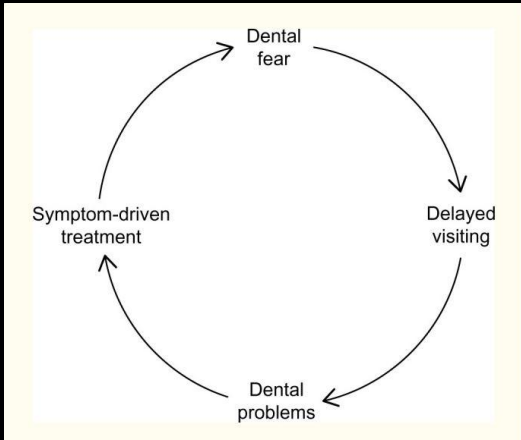 Dental
fear
Delayed
visiting
Dental
problems
Symptom-driven
treatment